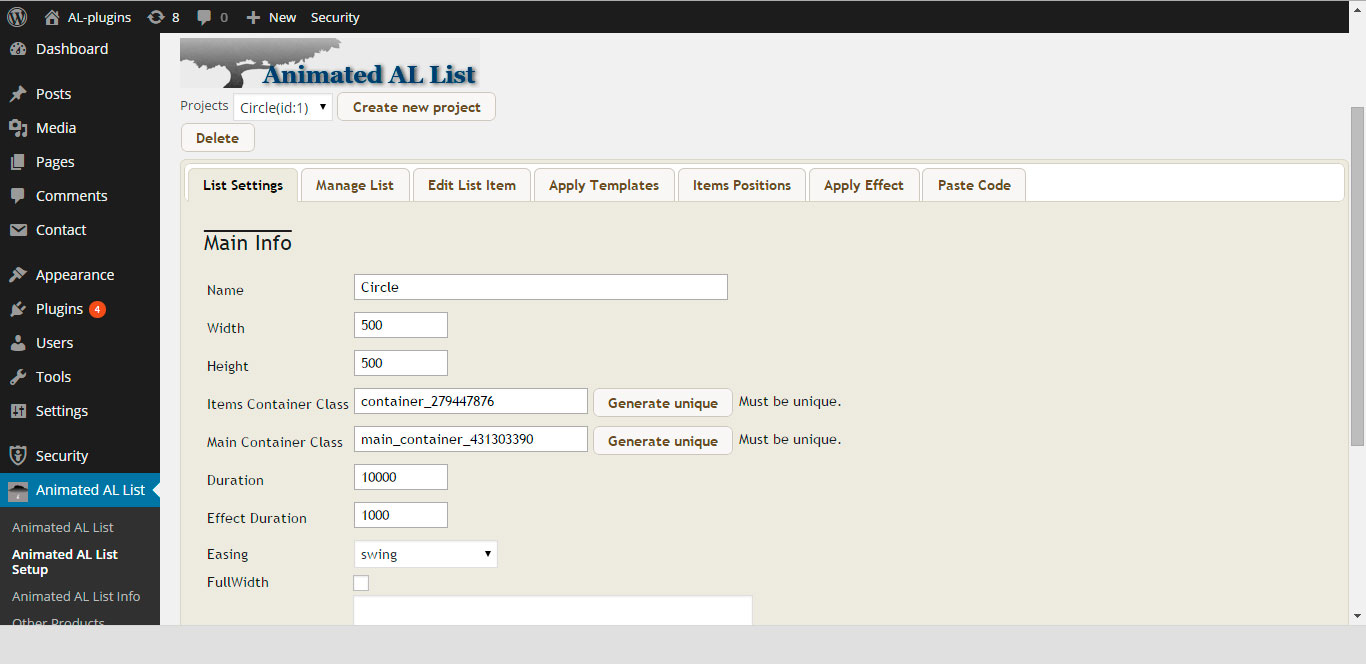 AL-plugins 8 0 New Security
Dashboard
Posts
Media
Pages
Comments
Contact
Appearance
Plugins 4
Users
Tools
Settings
Security
Animated AL List
Animated AL List
Animated AL List
Setup
Animated AL List Info
Other Products
Animated AL List
Projects Circle(id:1) Create new project
Delete
List Settings Manage List Edit List Item Apply Templates Items Positions Apply Effect Paste Code
Main Info
Name Circle
Width 500
Height 500
Items Container Class container_279447876 Generate unique Must be unique.
Main Container Class main_container_431303390 Generate unique Must be unique.
Duration 10000
Effect Duration 1000
Easing swing
FullWidth